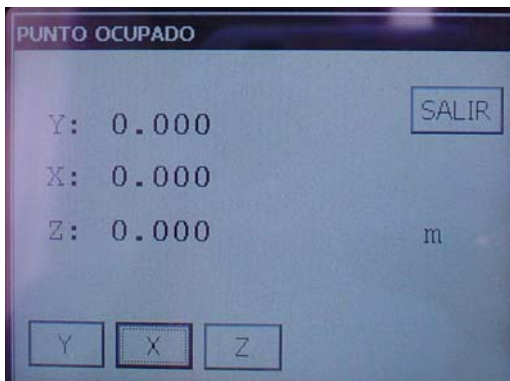 PUNTO OCUPADO
SALIR
Y: 0.000
X: 0.000
Z: 0.000 m
Y X Z